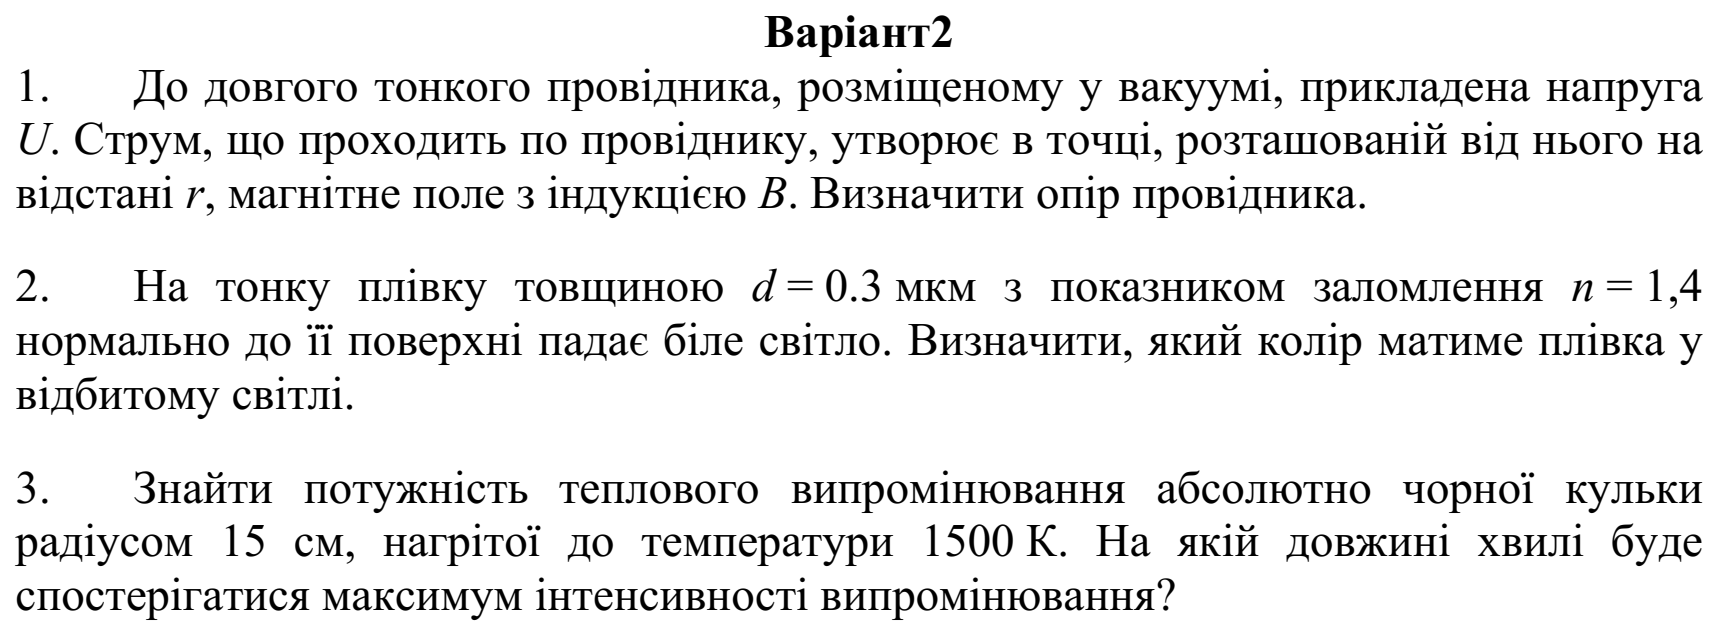 Варіант2
1. До довгого тонкого провідника, розміщеному у вакуумі, прикладена напруга
U. Струм, що проходить по провіднику, утворює в точці, розташованій від нього на
відстані r, магнітне поле з індукцією B. Визначити опір провідника.
2. На тонку плівку товщиною d = 0.3 мкм з показником заломлення n = 1,4
нормально до її поверхні падає біле світло. Визначити, який колір матиме плівка у
відбитому світлі.
3. Знайти потужність теплового випромінювання абсолютно чорної кульки
радіусом 15 см, нагрітої до температури 1500 К. На якій довжині хвилі буде
спостерігатися максимум інтенсивності випромінювання?